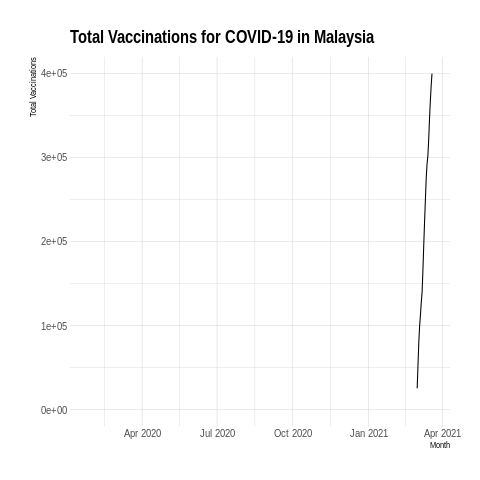 Total Vaccinations for COVID-19 in Malaysia
Total Vaccinations
4e+05
3e+05
2e+05
1e+05
0e+00
Apr 2020 Jul 2020 Oct 2020 Jan 2021 Apr 2021
Month